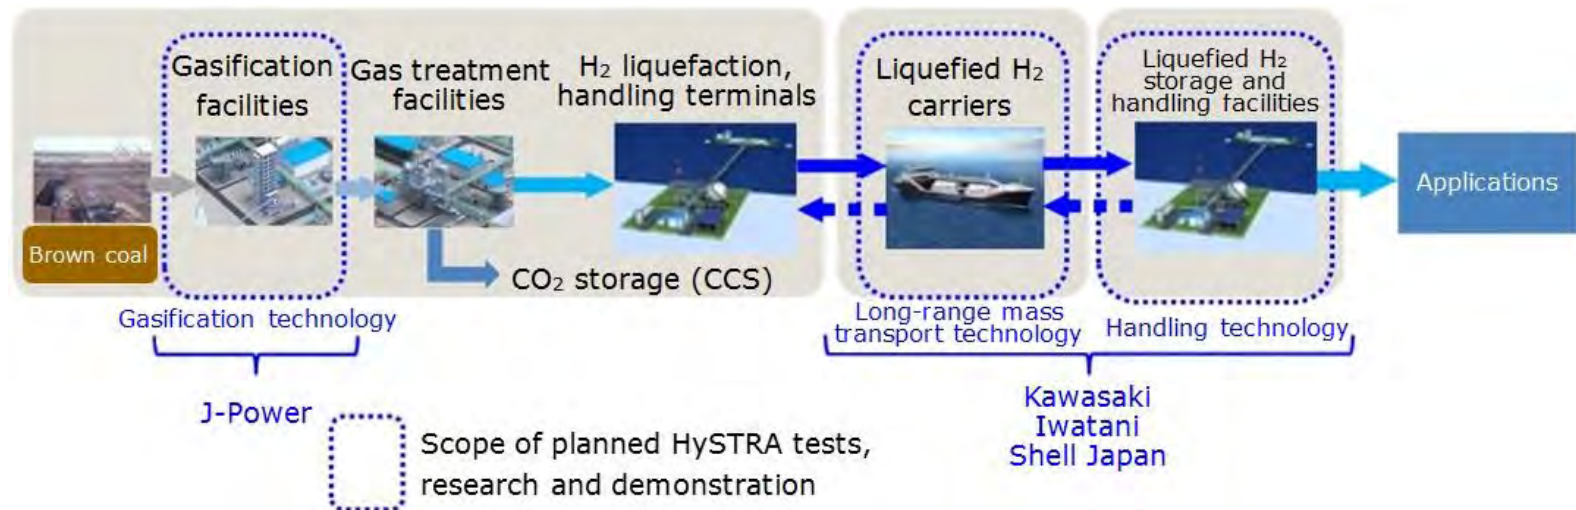 Gasification
facilities
Gas treatment
facilities
H₂ liquefaction,
handling terminals
Liquefied H₂
carriers
Liquefied H₂
storage and
handling facilities
Applications
Brown coal
CO₂ storage (CCS)
Gasification technology
Long-range mass
transport technology
Handling technology
J-Power
Kawasaki
Iwatani
Shell Japan
Scope of planned HySTRA tests,
research and demonstration